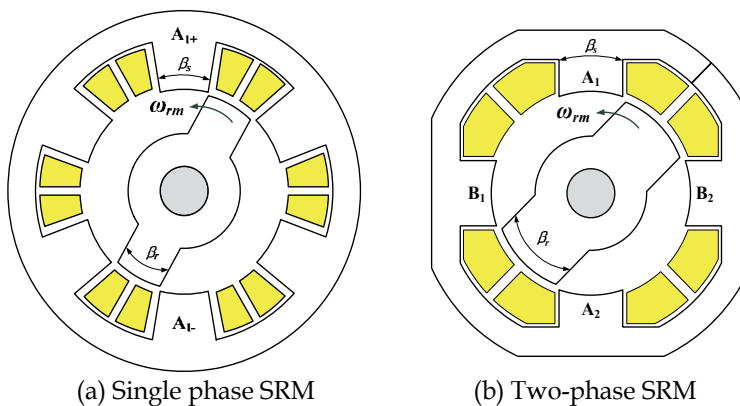 A1+
βs
ωrm
βr
A1-
(a) Single phase SRM
βs
A1
ωrm
B1
B2
βr
A2
(b) Two-phase SRM